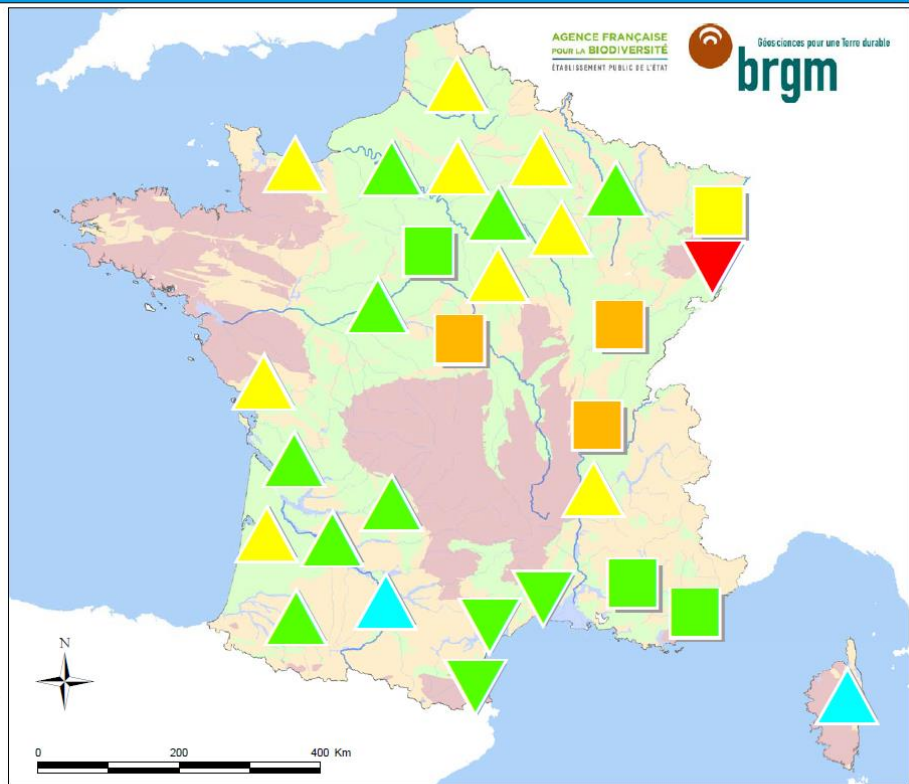 AGENCE FRANÇAISE
POUR LA BIODIVERSITÉ
ÉTABLISSEMENT PUBLIC DE L'ÉTAT
Géosciences pour une Terre durable
brgm
N
0 200 400 Km